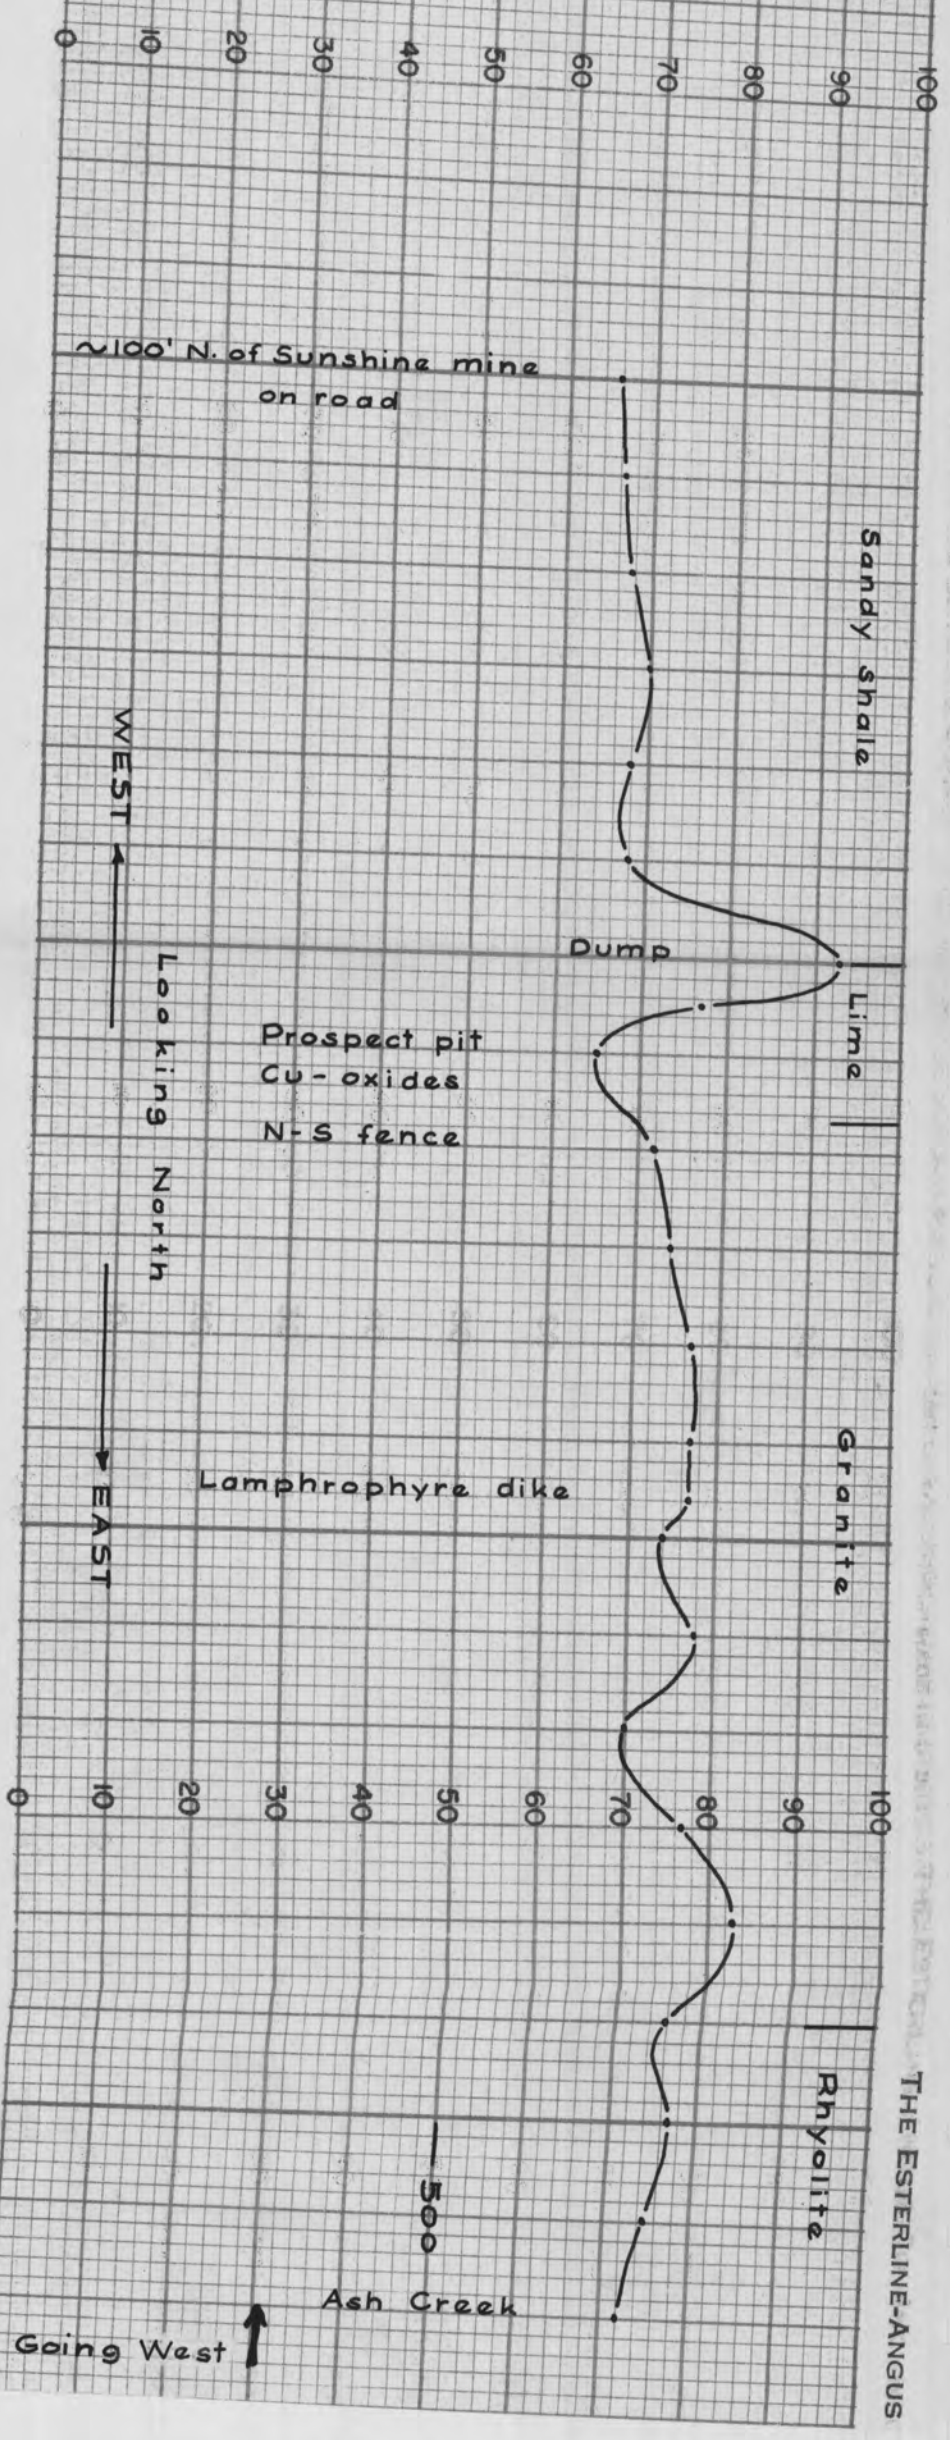 0 10 20 30 40 50 60 70 80 90 100
~100' N. of Sunshine mine
on road
Sandy shale
WEST
Dump
Lime
Looking North
Prospect pit
Cu-oxides
N-S fence
Granite
Lamphrophyre dike
EAST
0 10 20 30 40 50 60 70 80 90 100
Rhyolite
THE ESTERLINE-ANGUS
500
Ash Creek
Going West